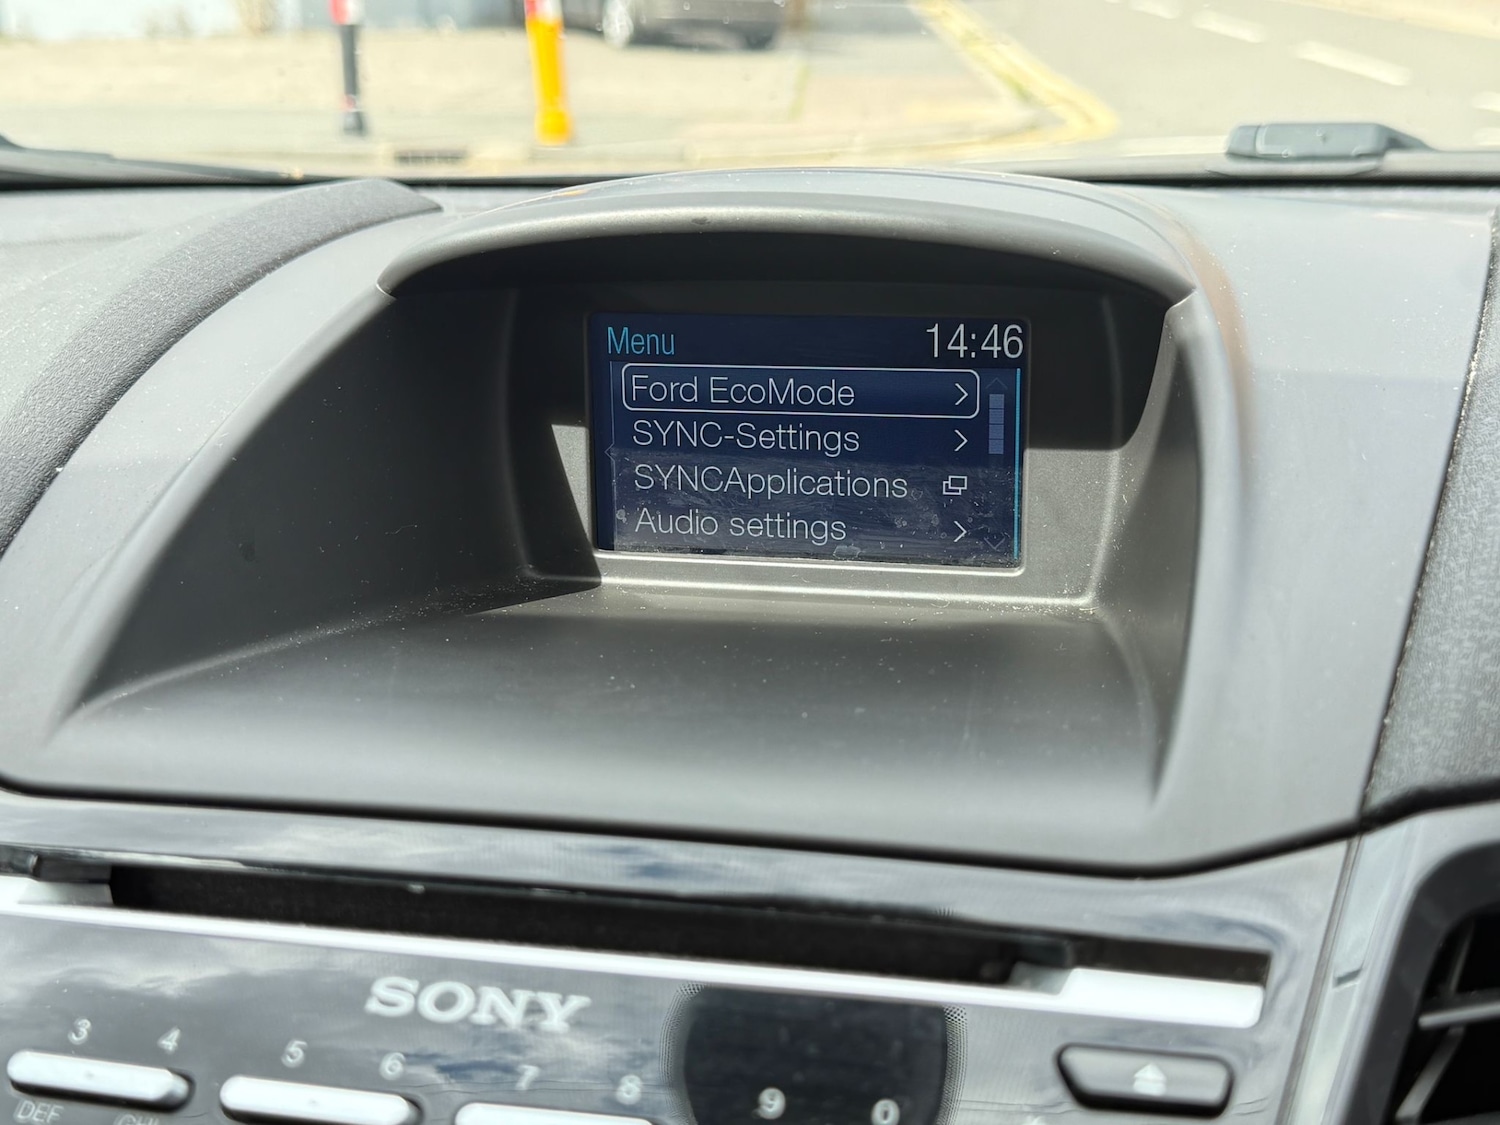 Menu 14:46
Ford EcoMode
SYNC-Settings
SYNCApplications
Audio settings
SONY
3 4 5 6 7 8 9 0
DEF GHI